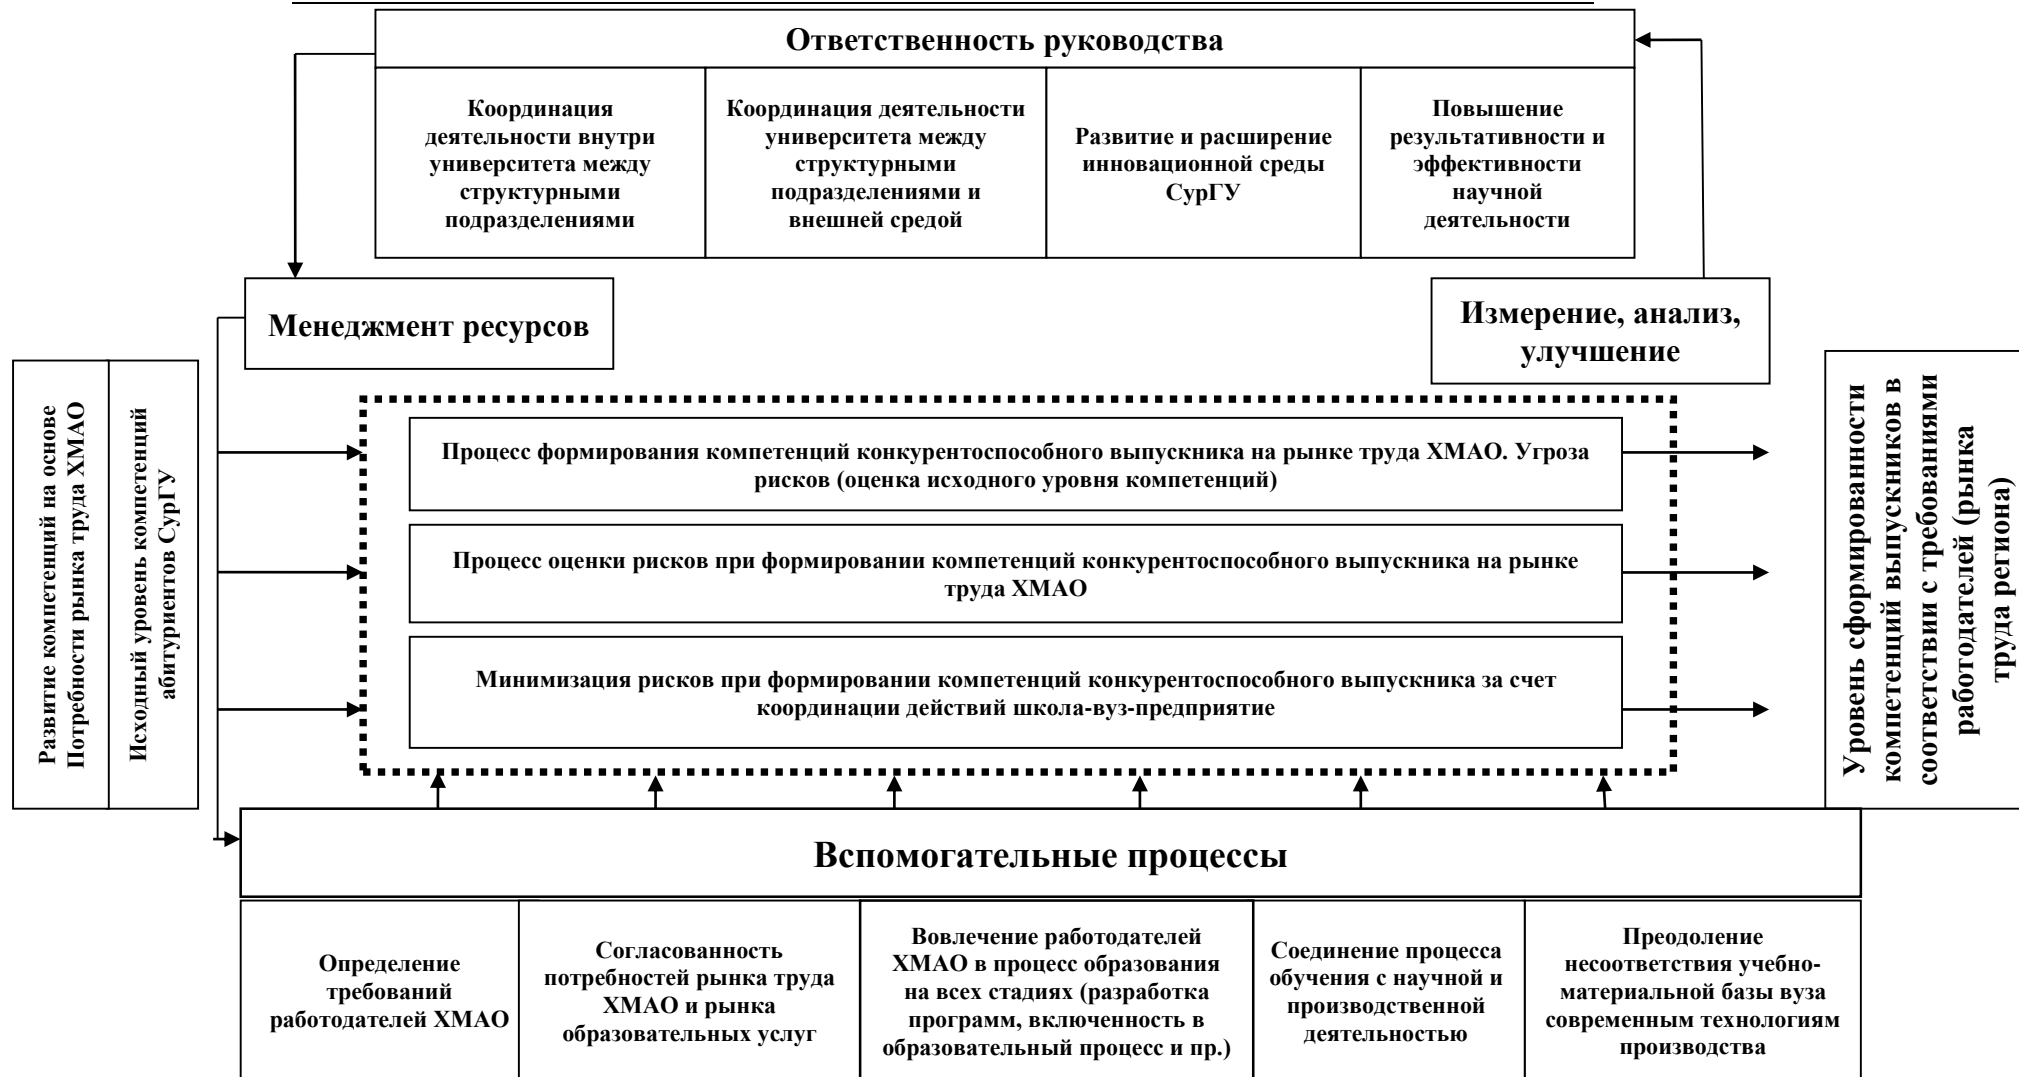 Ответственность руководства
Координация
деятельности внутри
университета между
структурными
подразделениями
Координация деятельности
университета между
структурными
подразделениями и
внешней средой
Развитие и расширение
инновационной среды
СурГУ
Повышение
результативности и
эффективности
научной
деятельности
Менеджмент ресурсов
Измерение, анализ,
улучшение
Развитие компетенций на основе
Потребности рынка труда ХМАО
Исходный уровень компетенций
абитуриентов СурГУ
Процесс формирования компетенций конкурентоспособного выпускника на рынке труда ХМАО. Угроза
рисков (оценка исходного уровня компетенций)
Процесс оценки рисков при формировании компетенций конкурентоспособного выпускника на рынке
труда ХМАО
Минимизация рисков при формировании компетенций конкурентоспособного выпускника за счет
координации действий школа-вуз-предприятие
Уровень сформированности
компетенций выпускников в
соответствии с требованиями
работодателей (рынка
труда региона)
Вспомогательные процессы
Определение
требований
работодателей ХМАО
Согласованность
потребностей рынка труда
ХМАО и рынка
образовательных услуг
Вовлечение работодателей
ХМАО в процесс образования
на всех стадиях (разработка
программ, включенность в
образовательный процесс и пр.)
Соединение процесса
обучения с научной и
производственной
деятельностью
Преодоление
несоответствия учебно-
материальной базы вуза
современным технологиям
производства